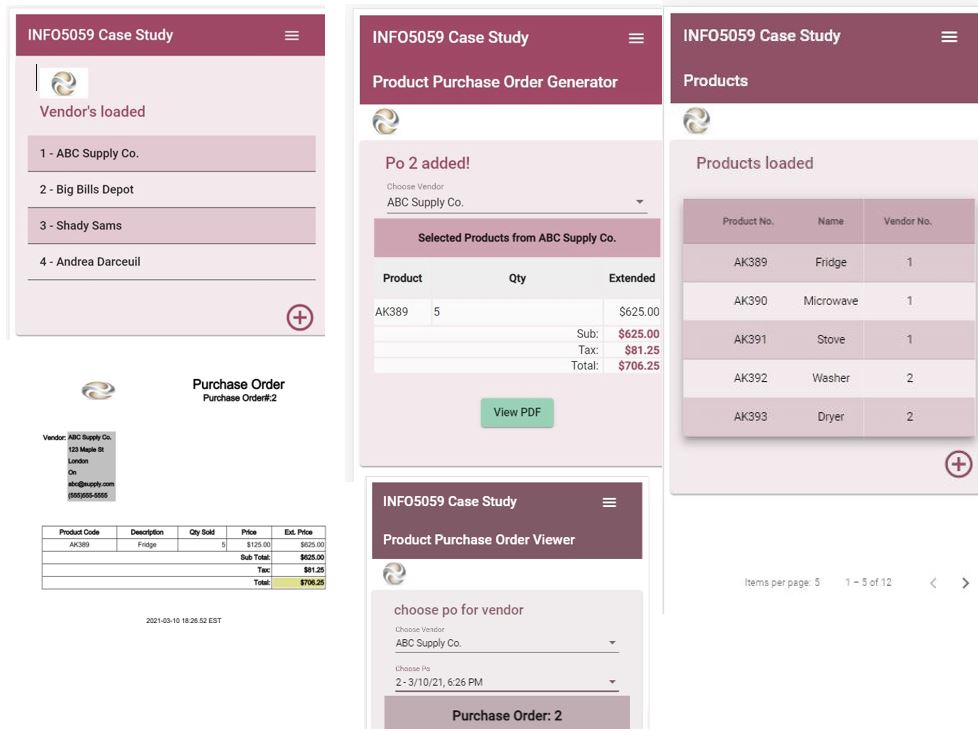 INFO5059 Case Study
Vendor's loaded
1 - ABC Supply Co.
2 - Big Bills Depot
3 - Shady Sams
4 - Andrea Darceuil
Purchase Order
Purchase Order#:2
Vendor: ABC Supply Co.
123 Maple St
London
On
abc@supply.com
(555)555-5555
Product Code Description Qty Sold Price Ext. Price
AK389 Fridge 5 $125.00 $625.00
Sub Total: $625.00
Tax: $81.25
Total: $706.25
2021-03-10 18:26.52 EST
INFO5059 Case Study
Product Purchase Order Generator
Po 2 added!
Choose Vendor
ABC Supply Co.
Selected Products from ABC Supply Co.
Product Qty Extended
AK389 5 $625.00
Sub: $625.00
Tax: $81.25
Total: $706.25
View PDF
INFO5059 Case Study
Product Purchase Order Viewer
choose po for vendor
Choose Vendor
ABC Supply Co.
Choose Po
2 - 3/10/21, 6:26 PM
Purchase Order: 2
INFO5059 Case Study
Products
Products loaded
Product No. Name Vendor No.
AK389 Fridge 1
AK390 Microwave 1
AK391 Stove 1
AK392 Washer 2
AK393 Dryer 2
Items per page: 5 1 – 5 of 12